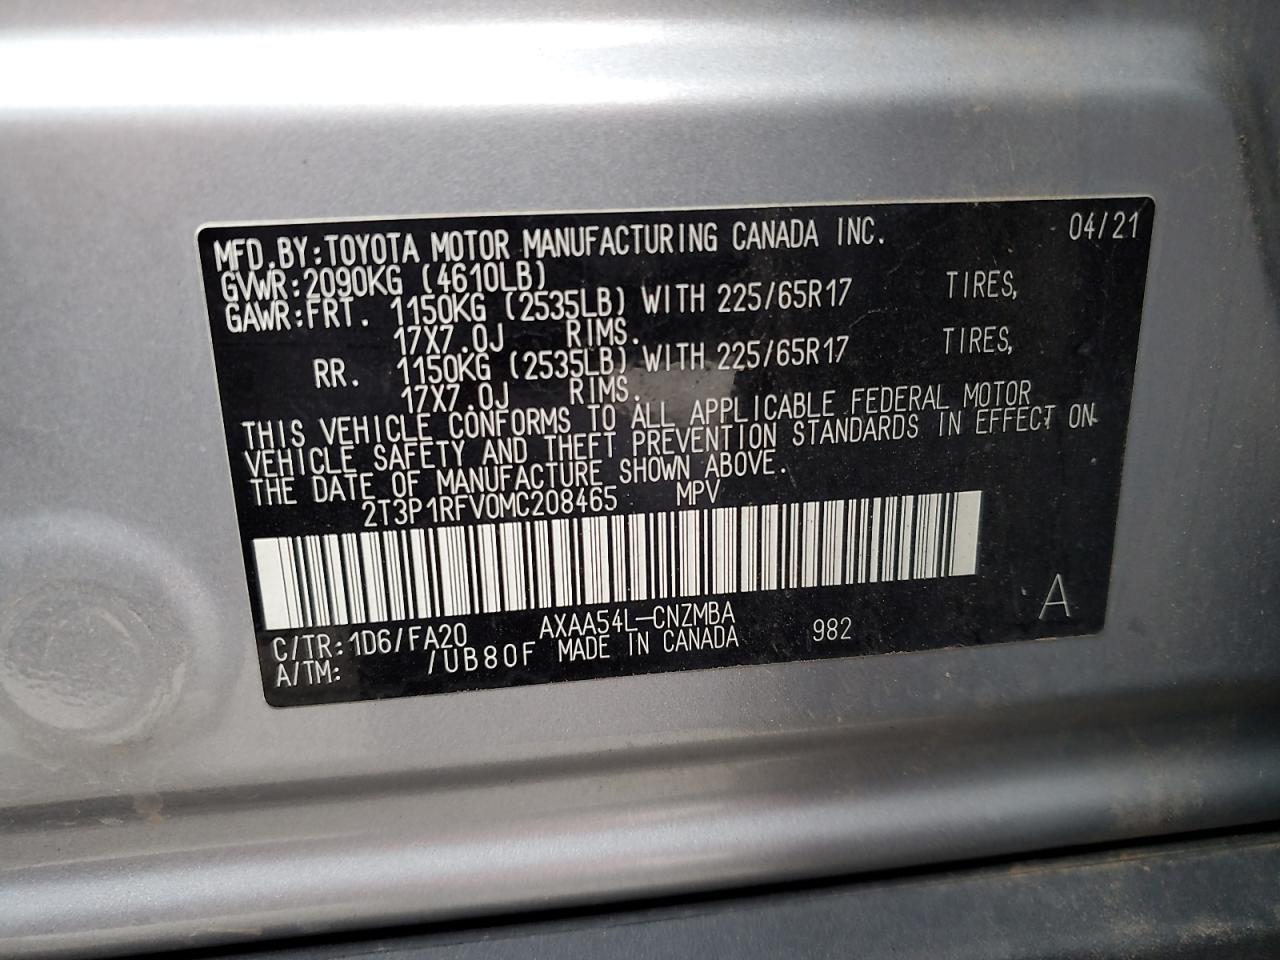 MFD.BY:TOYOTA MOTOR MANUFACTURING CANADA INC. 04/21
GVWR:2090KG (4610LB)
GAWR:FRT. 1150KG (2535LB) WITH 225/65R17 TIRES,
17X7.0J RIMS.
RR. 1150KG (2535LB) WITH 225/65R17 TIRES,
17X7.0J RIMS.
THIS VEHICLE CONFORMS TO ALL APPLICABLE FEDERAL MOTOR
VEHICLE SAFETY AND THEFT PREVENTION STANDARDS IN EFFECT ON
THE DATE OF MANUFACTURE SHOWN ABOVE.
2T3P1RFV0MC208465 MPV
C/TR:1D6/FA20 AXAA54L-CNZMBA 982 A
A/TM: /UB80F MADE IN CANADA